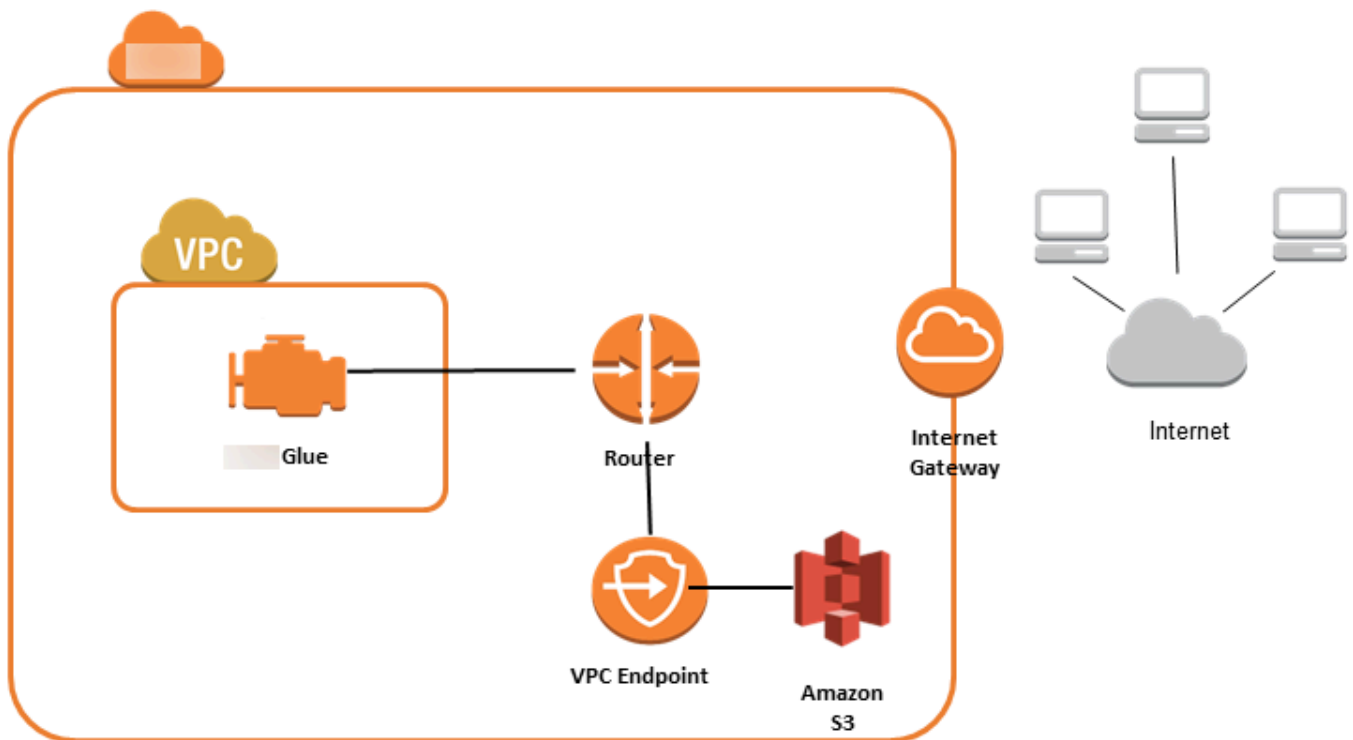 VPC
Glue
Router
Internet
Gateway
Internet
VPC Endpoint
Amazon
S3